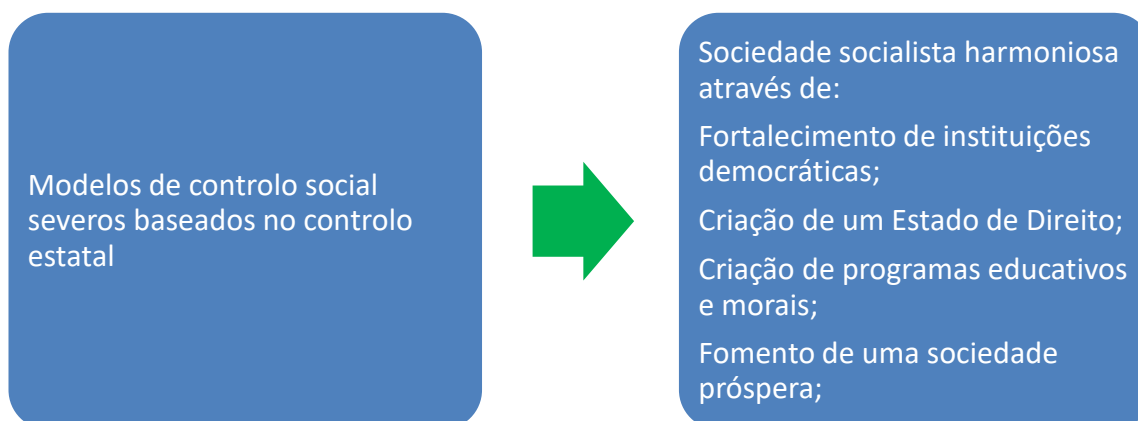 Modelos de controlo social
severos baseados no controlo
estatal
Sociedade socialista harmoniosa
através de:
Fortalecimento de instituições
democráticas;
Criação de um Estado de Direito;
Criação de programas educativos
e morais;
Fomento de uma sociedade
próspera;